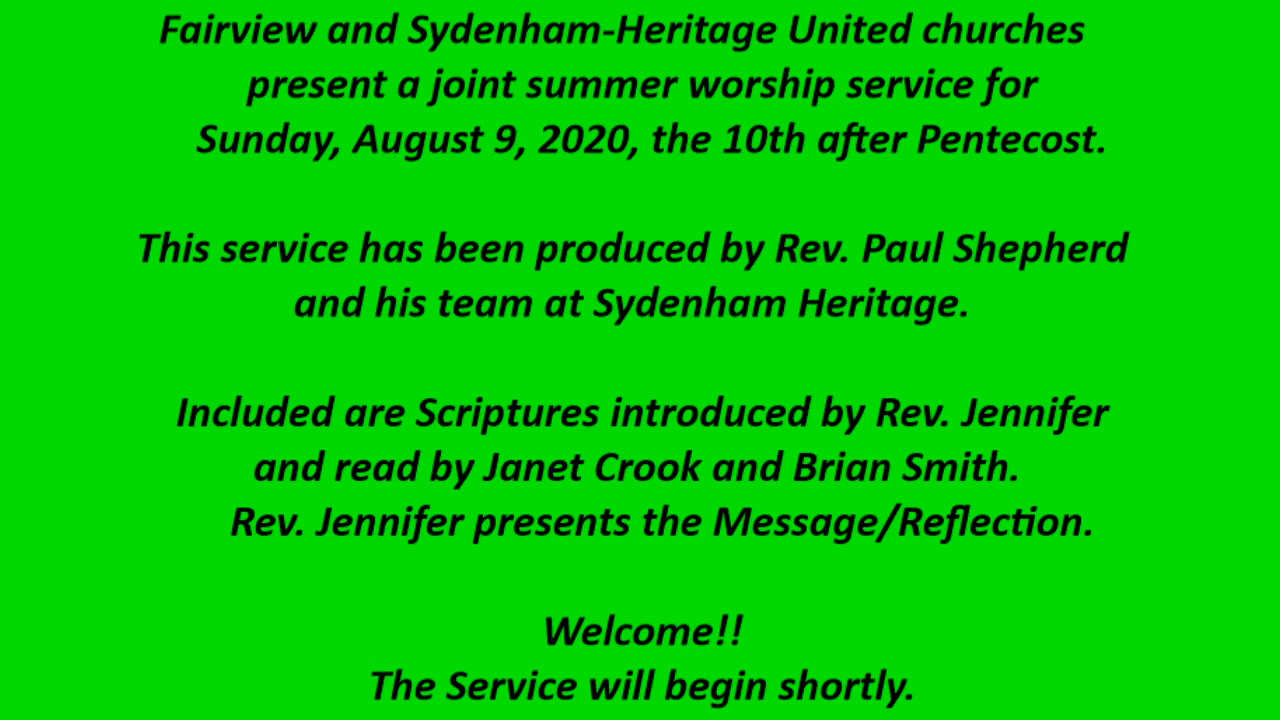 Fairview and Sydenham-Heritage United churches
present a joint summer worship service for
Sunday, August 9, 2020, the 10th after Pentecost.
This service has been produced by Rev. Paul Shepherd
and his team at Sydenham Heritage.
Included are Scriptures introduced by Rev. Jennifer
and read by Janet Crook and Brian Smith.
Rev. Jennifer presents the Message/Reflection.
Welcome!!
The Service will begin shortly.